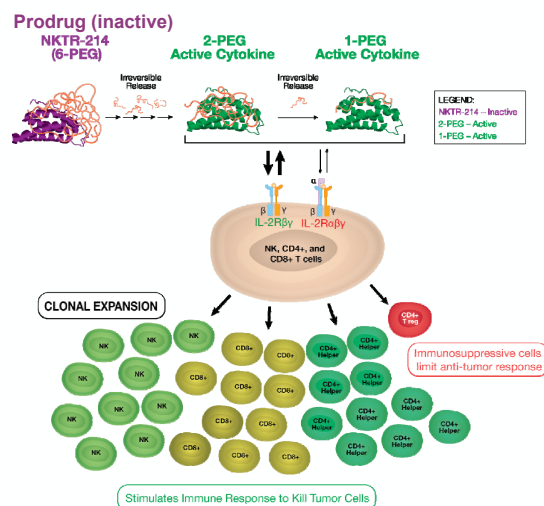 Prodrug (inactive)
NKTR-214
(6-PEG)
2-PEG
Active Cytokine
1-PEG
Active Cytokine
Irreversible
Release
Irreversible
Release
LEGEND:
NKTR-214 – Inactive
2-PEG – Active
1-PEG – Active
α
β γ
β γ
IL-2Rβγ
IL-2Rαβγ
NK, CD4+, and
CD8+ T cells
CLONAL EXPANSION
NK
NK
NK
NK
NK
NK
NK
NK
NK
NK
NK
CD8+
CD8+
CD8+
CD8+
CD8+
CD8+
CD8+
CD8+
CD8+
CD8+
CD8+
CD4+
Helper
CD4+
Helper
CD4+
Helper
CD4+
Helper
CD4+
Helper
CD4+
Helper
CD4+
Helper
CD4+
Helper
CD4+
Helper
CD4+
Helper
CD4+
Helper
CD4+
Helper
CD4+
T reg
Immunosuppressive cells
limit anti-tumor response
Stimulates Immune Response to Kill Tumor Cells